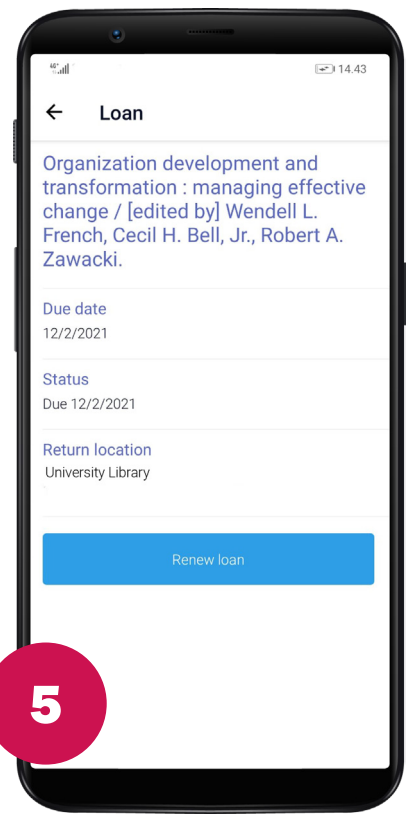 4G+
14.43
Loan
Organization development and
transformation : managing effective
change / [edited by] Wendell L.
French, Cecil H. Bell, Jr., Robert A.
Zawacki.
Due date
12/2/2021
Status
Due 12/2/2021
Return location
University Library
Renew loan
5